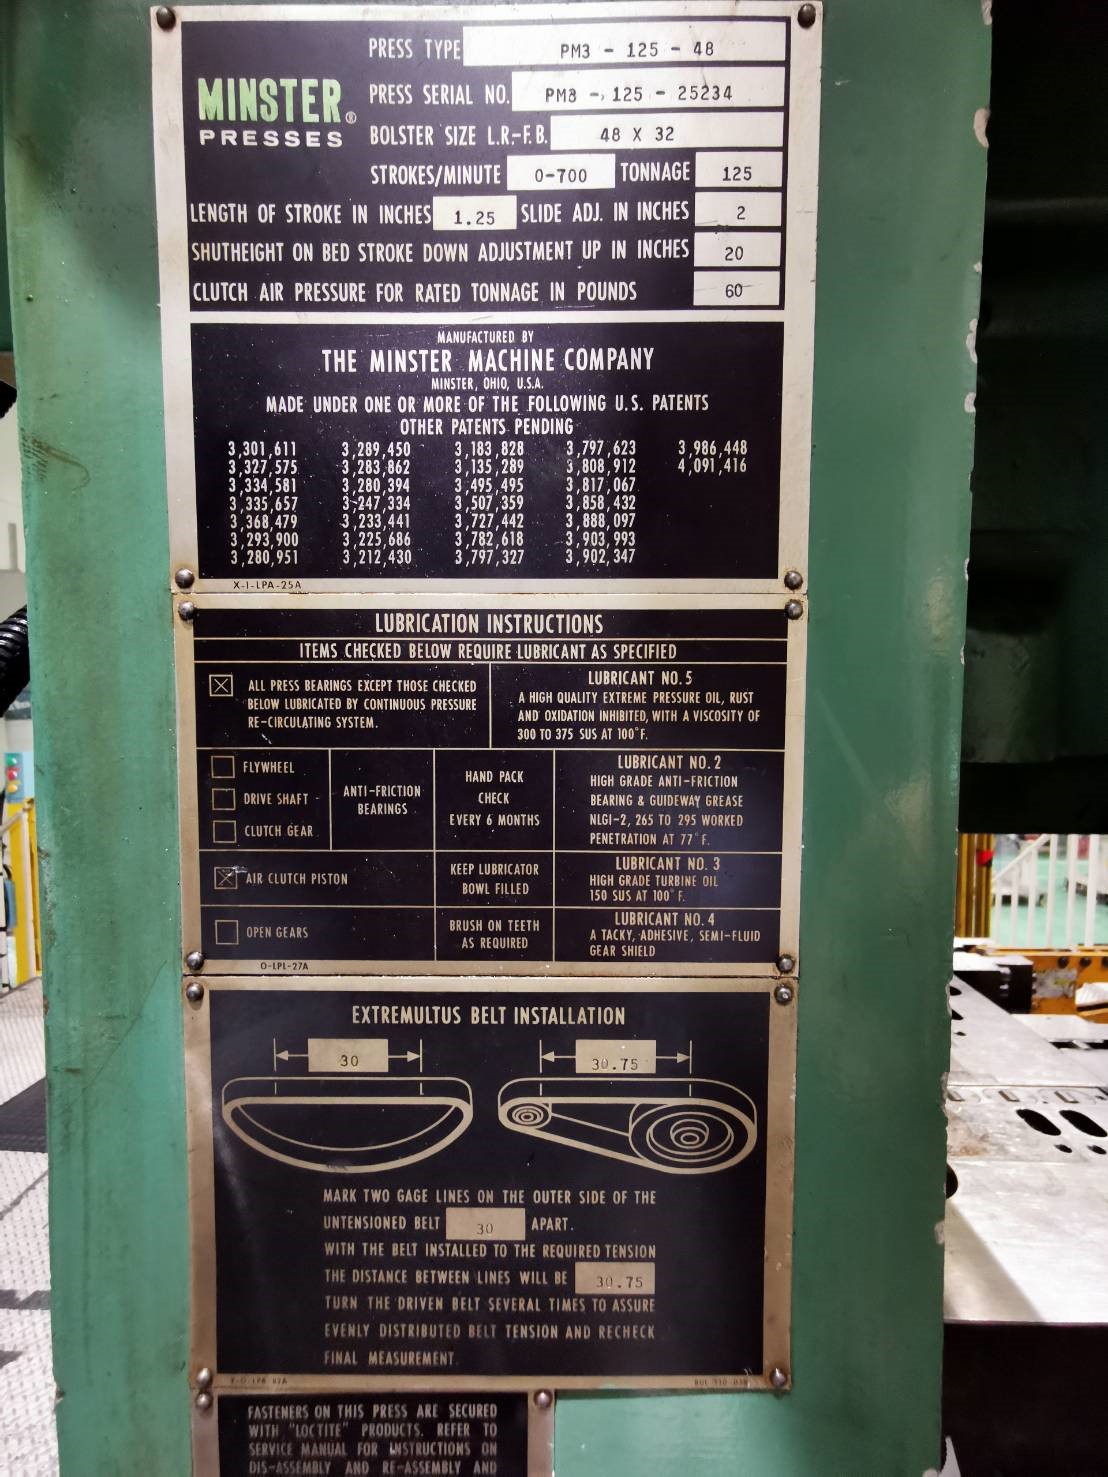 MINSTER®
PRESSES
PRESS TYPE PM3 - 125 - 48
PRESS SERIAL NO. PM3 - 125 - 25234
BOLSTER SIZE L.R.-F.B. 48 X 32
STROKES/MINUTE 0-700 TONNAGE 125
LENGTH OF STROKE IN INCHES 1.25 SLIDE ADJ. IN INCHES 2
SHUTHEIGHT ON BED STROKE DOWN ADJUSTMENT UP IN INCHES 20
CLUTCH AIR PRESSURE FOR RATED TONNAGE IN POUNDS 60
MANUFACTURED BY
THE MINSTER MACHINE COMPANY
MINSTER, OHIO, U.S.A.
MADE UNDER ONE OR MORE OF THE FOLLOWING U.S. PATENTS
OTHER PATENTS PENDING
3,301,611 3,289,450 3,183,828 3,797,623 3,986,448
3,327,575 3,283,862 3,135,289 3,808,912 4,091,416
3,334,581 3,280,394 3,495,495 3,817,067
3,335,657 3,247,334 3,507,359 3,858,432
3,368,479 3,233,441 3,727,442 3,888,097
3,293,900 3,225,686 3,782,618 3,903,993
3,280,951 3,212,430 3,797,327 3,902,347
X-I-LPA-25A
LUBRICATION INSTRUCTIONS
ITEMS CHECKED BELOW REQUIRE LUBRICANT AS SPECIFIED
ALL PRESS BEARINGS EXCEPT THOSE CHECKED
BELOW LUBRICATED BY CONTINUOUS PRESSURE
RE-CIRCULATING SYSTEM.
LUBRICANT NO. 5
A HIGH QUALITY EXTREME PRESSURE OIL, RUST
AND OXIDATION INHIBITED, WITH A VISCOSITY OF
300 TO 375 SUS AT 100°F.
FLYWHEEL
DRIVE SHAFT
CLUTCH GEAR
ANTI-FRICTION
BEARINGS
HAND PACK
CHECK
EVERY 6 MONTHS
LUBRICANT NO. 2
HIGH GRADE ANTI-FRICTION
BEARING & GUIDEWAY GREASE
NLGI-2, 265 TO 295 WORKED
PENETRATION AT 77°F.
AIR CLUTCH PISTON
KEEP LUBRICATOR
BOWL FILLED
LUBRICANT NO. 3
HIGH GRADE TURBINE OIL
150 SUS AT 100°F.
OPEN GEARS
BRUSH ON TEETH
AS REQUIRED
LUBRICANT NO. 4
A TACKY, ADHESIVE, SEMI-FLUID
GEAR SHIELD
O-LPL-27A
EXTREMULTUS BELT INSTALLATION
30 30.75
MARK TWO GAGE LINES ON THE OUTER SIDE OF THE
UNTENSIONED BELT 30 APART.
WITH THE BELT INSTALLED TO THE REQUIRED TENSION
THE DISTANCE BETWEEN LINES WILL BE 30.75
TURN THE DRIVEN BELT SEVERAL TIMES TO ASSURE
EVENLY DISTRIBUTED BELT TENSION AND RECHECK
FINAL MEASUREMENT.
FASTENERS ON THIS PRESS ARE SECURED
WITH "LOCTITE" PRODUCTS. REFER TO
SERVICE MANUAL FOR INSTRUCTIONS ON
DIS-ASSEMBLY AND RE-ASSEMBLY AND